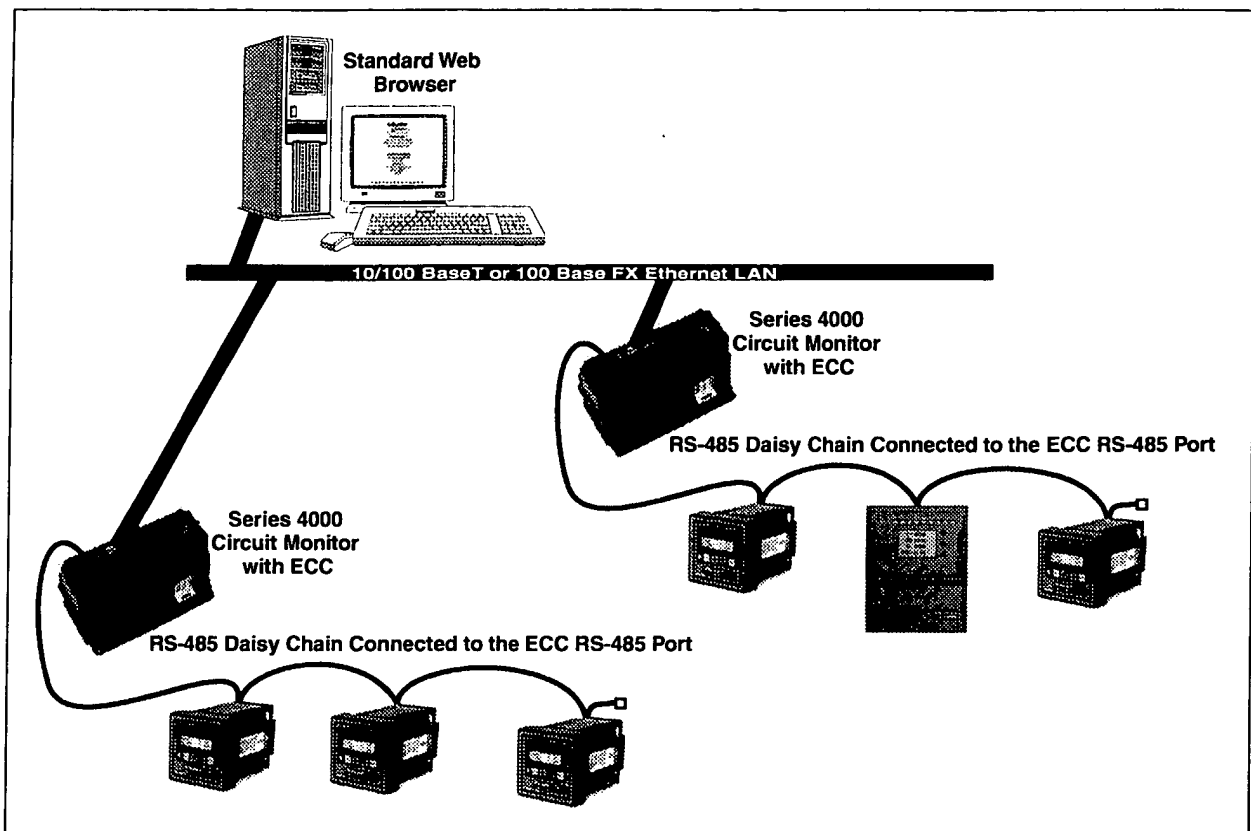 Standard Web
Browser
10/100 BaseT or 100 Base FX Ethernet LAN
Series 4000
Circuit Monitor
with ECC
RS-485 Daisy Chain Connected to the ECC RS-485 Port
Series 4000
Circuit Monitor
with ECC
RS-485 Daisy Chain Connected to the ECC RS-485 Port